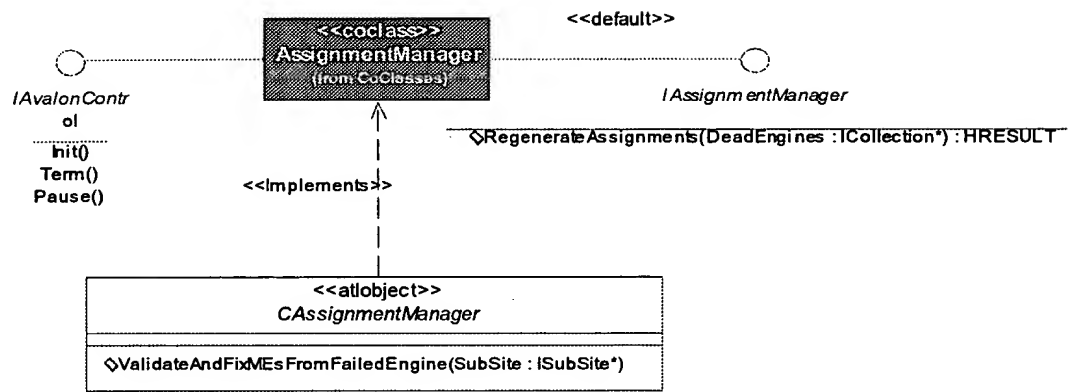 <<default>>
<<coclass>>
AssignmentManager
(from CoClasses)
IAvalonContr
ol
Init()
Term()
Pause()
IAssignmentManager
RegenerateAssignments(DeadEngines : ICollection*) : HRESULT
<<Implements>>
<<atlobject>>
CAssignmentManager
ValidateAndFixMEsFromFailedEngine(SubSite : ISubSite*)